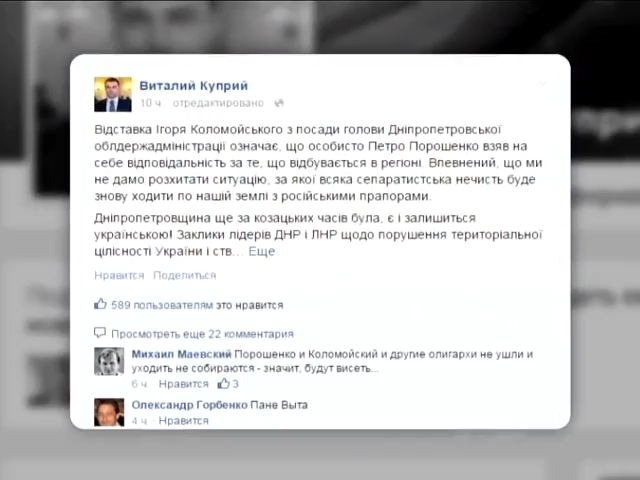 Виталий Куприй
10 ч отредактировано
Відставка Ігоря Коломойського з посади голови Дніпропетровської
облдержадміністрації означає, що особисто Петро Порошенко взяв на
себе відповідальність за те, що відбувається в регіоні. Впевнений, що ми
не дамо розхитати ситуацію, за якої всяка сепаратистська нечисть буде
знову ходити по нашій землі з російськими прапорами.
Дніпропетровщина ще за козацьких часів була, є і залишиться
українською! Заклики лідерів ДНР і ЛНР щодо порушення територіальної
цілісності України і ств... Еще
Нравится Поделиться
589 пользователям это нравится
Просмотреть еще 22 комментария
Михаил Маевский Порошенко и Коломойский и другие олигархи не ушли и
уходить не собираются - значит, будут висеть...
6 ч Нравится 3
Олександр Горбенко Пане Выта
4 ч Нравится